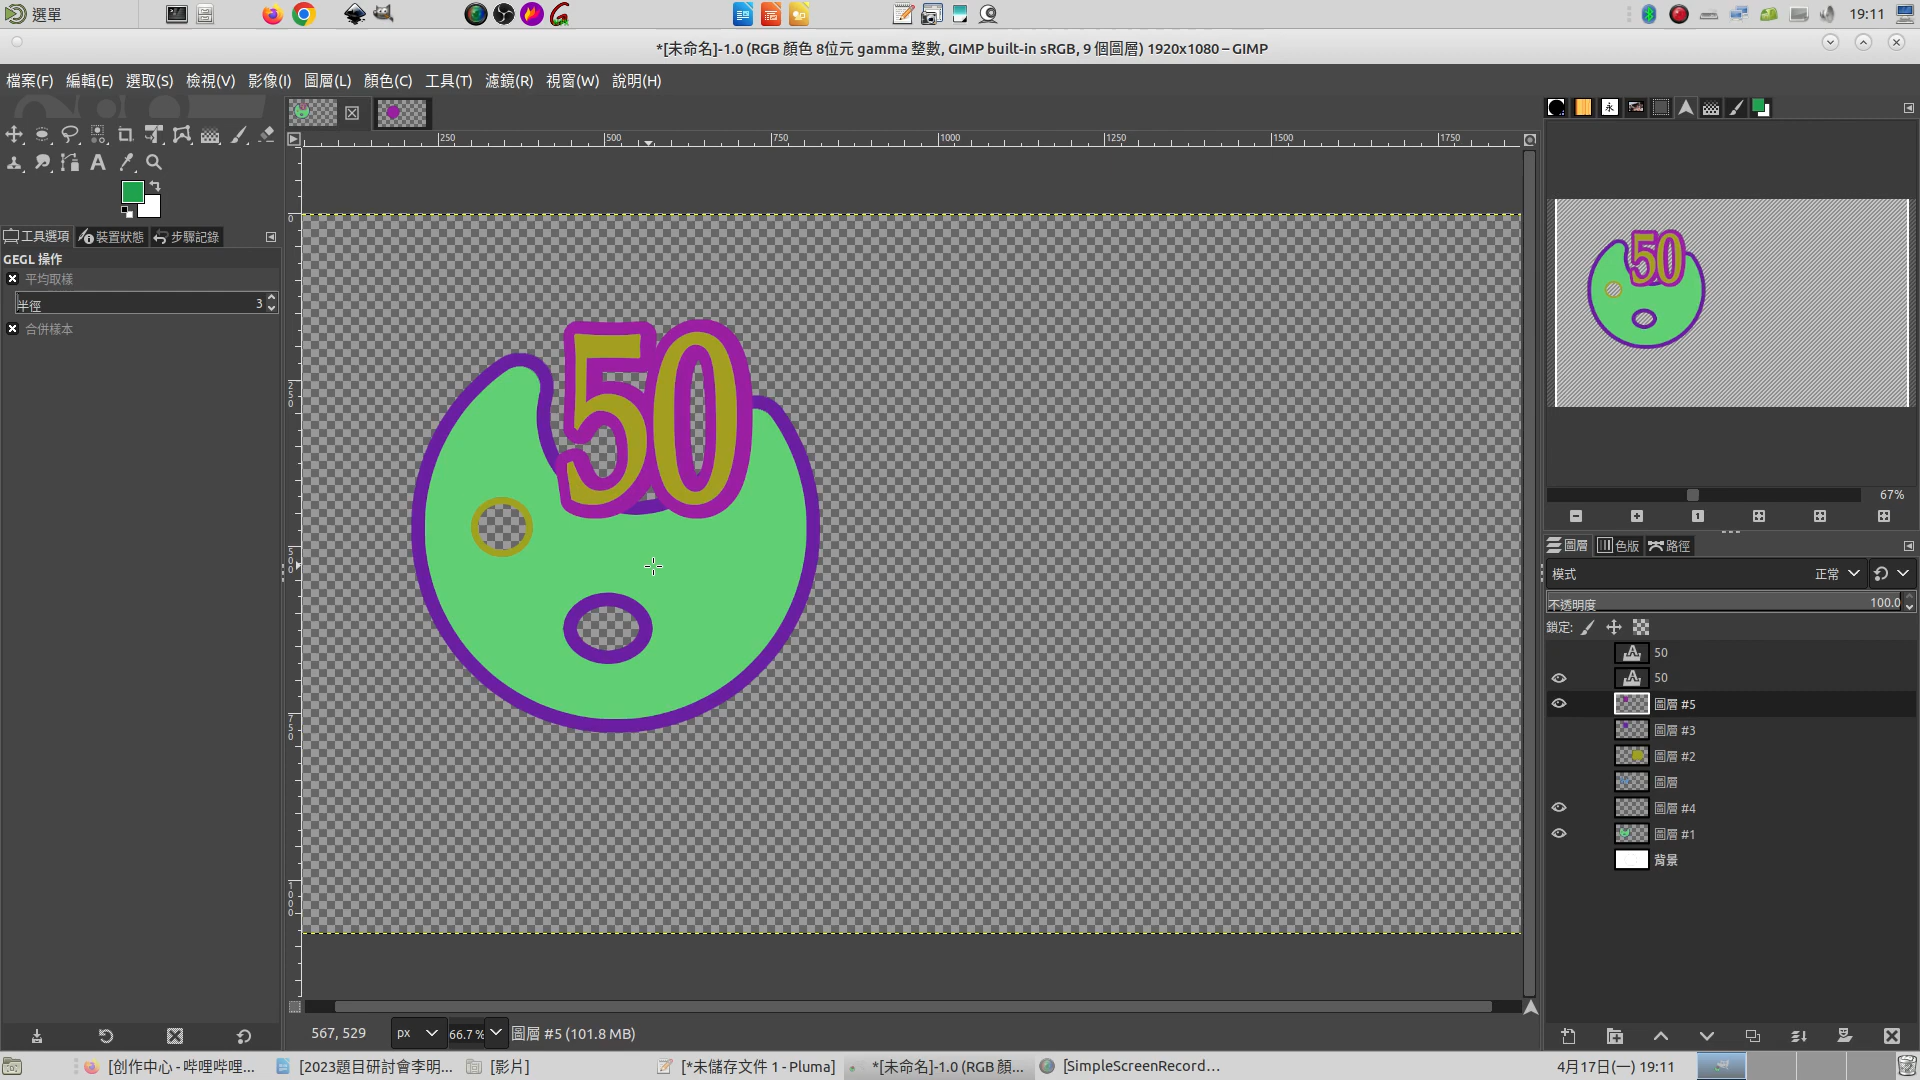 選單
19:11
*[未命名]-1.0 (RGB 顏色 8位元 gamma 整數, GIMP built-in sRGB, 9 個圖層) 1920x1080 – GIMP
檔案(F) 編輯(E) 選取(S) 檢視(V) 影像(I) 圖層(L) 顏色(C) 工具(T) 濾鏡(R) 視窗(W) 說明(H)
250 500 750 1000 1250 1500 1750
工具選項 裝置狀態 步驟記錄
GEGL 操作
平均取樣
半徑 3
合併樣本
0
250
500
750
1000
50
50
67%
圖層 色版 路徑
模式 正常
不透明度 100.0
鎖定:
50
50
圖層 #5
圖層 #3
圖層 #2
圖層
圖層 #4
圖層 #1
背景
567, 529 px 66.7 % 圖層 #5 (101.8 MB)
[创作中心 - 哔哩哔哩... [2023題目研討會李明... [影片] [*未儲存文件 1 - Pluma] *[未命名]-1.0 (RGB 顏... [SimpleScreenRecord... 4月17日(一) 19:11